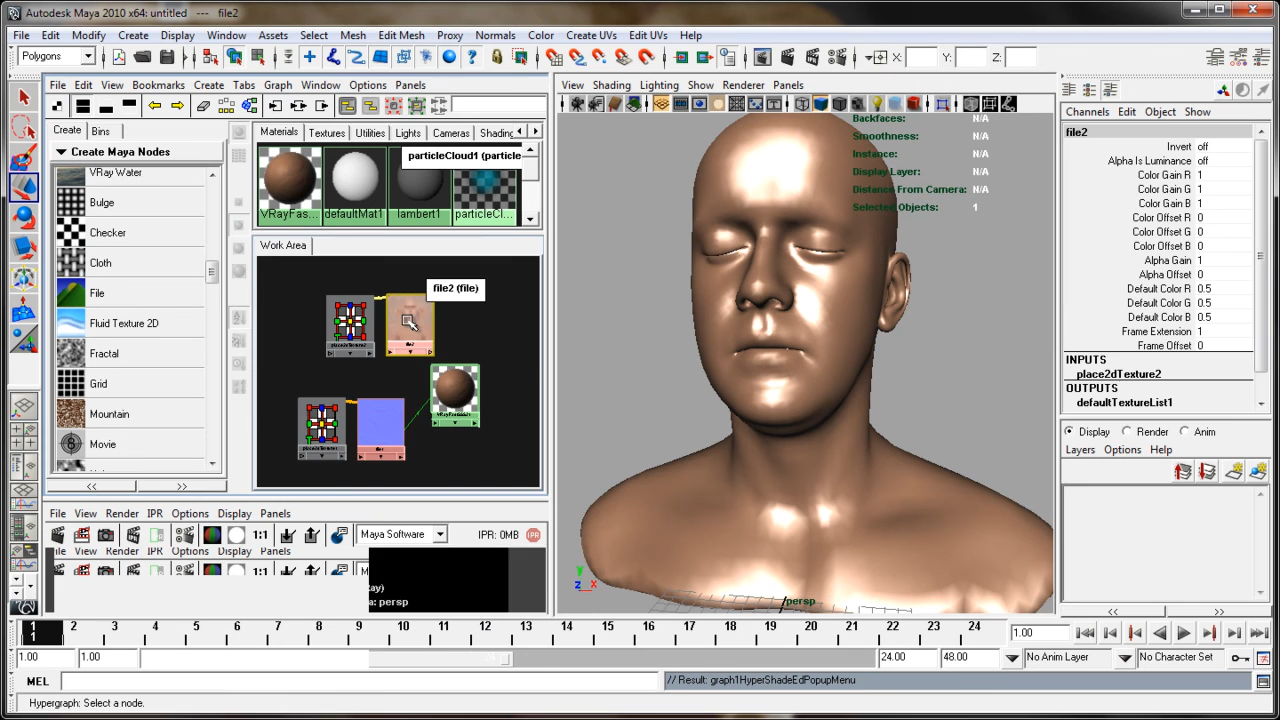 Autodesk Maya 2010 x64: untitled --- file2
File Edit Modify Create Display Window Assets Select Mesh Edit Mesh Proxy Normals Color Create UVs Edit UVs Help
Polygons X: Y: Z:
File Edit View Bookmarks Create Tabs Graph Window Options Panels
View Shading Lighting Show Renderer Panels
Channels Edit Object Show
Create Bins
Materials Textures Utilities Lights Cameras Shading
Create Maya Nodes
particleCloud1 (particle
VRay Water
Bulge
Checker
Cloth
File
Fluid Texture 2D
Fractal
Grid
Mountain
Movie
<< >>
VRayFas... defaultMat1 lambert1 particleCl...
Work Area
file2 (file)
place2dTexture2 file2
Backfaces: N/A
Smoothness: N/A
Instance: N/A
Display Layer: N/A
Distance From Camera: N/A
Selected Objects: 1
y
z x
persp
file2
Invert off
Alpha Is Luminance off
Color Gain R 1
Color Gain G 1
Color Gain B 1
Color Offset R 0
Color Offset G 0
Color Offset B 0
Alpha Gain 1
Alpha Offset 0
Default Color R 0.5
Default Color G 0.5
Default Color B 0.5
Frame Extension 1
Frame Offset 0
INPUTS
place2dTexture2
OUTPUTS
defaultTextureList1
Display Render Anim
Layers Options Help
<< >>
File View Render IPR Options Display Panels
1:1 Maya Software IPR: 0MB
File View Render IPR Options Display Panels
1:1
ay)
a: persp
1 2 3 4 5 6 7 8 9 10 11 12 13 14 15 16 17 18 19 20 21 22 23 24 1.00
1
1.00 1.00 24 24.00 48.00 No Anim Layer No Character Set
MEL // Result: graph1HyperShadeEdPopupMenu
Hypergraph: Select a node.